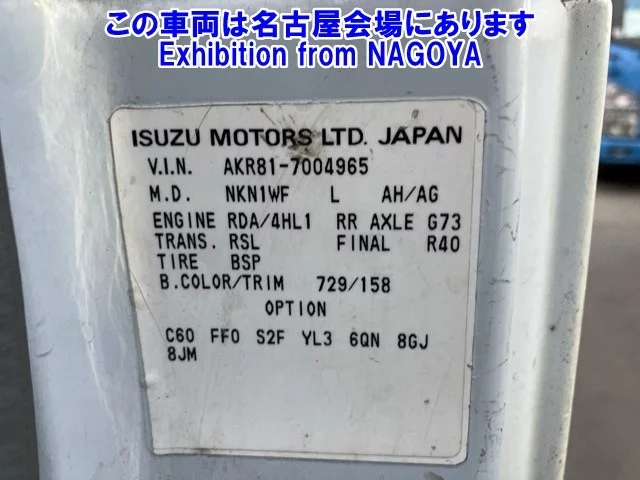 この車両は名古屋会場にあります
Exhibition from NAGOYA
ISUZU MOTORS LTD. JAPAN
V.I.N. AKR81-7004965
M.D. NKN1WF L AH/AG
ENGINE RDA/4HL1 RR AXLE G73
TRANS. RSL FINAL R40
TIRE BSP
B.COLOR/TRIM 729/158
OPTION
C60 FF0 S2F YL3 6QN 8GJ
8JM